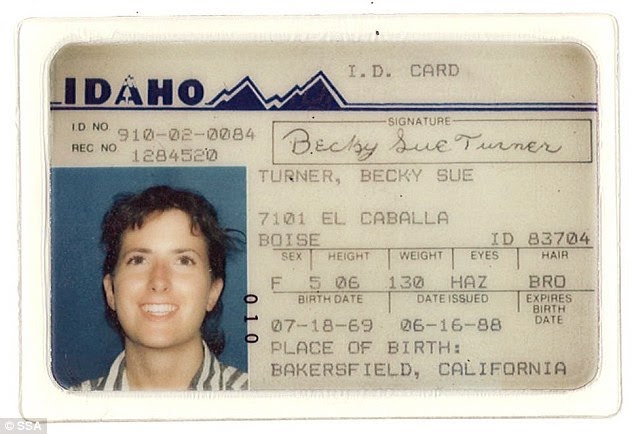 I.D. CARD
IDAHO
SIGNATURE
I.D NO 910-02-0084
REC NO 1284520
Becky Sue Turner
TURNER, BECKY SUE
7101 EL CABALLA
BOISE ID 83704
SEX HEIGHT WEIGHT EYES HAIR
F 5 06 130 HAZ BRO
BIRTH DATE DATE ISSUED EXPIRES BIRTH DATE
010
07-18-69 06-16-88
PLACE OF BIRTH:
BAKERSFIELD, CALIFORNIA
© SSA